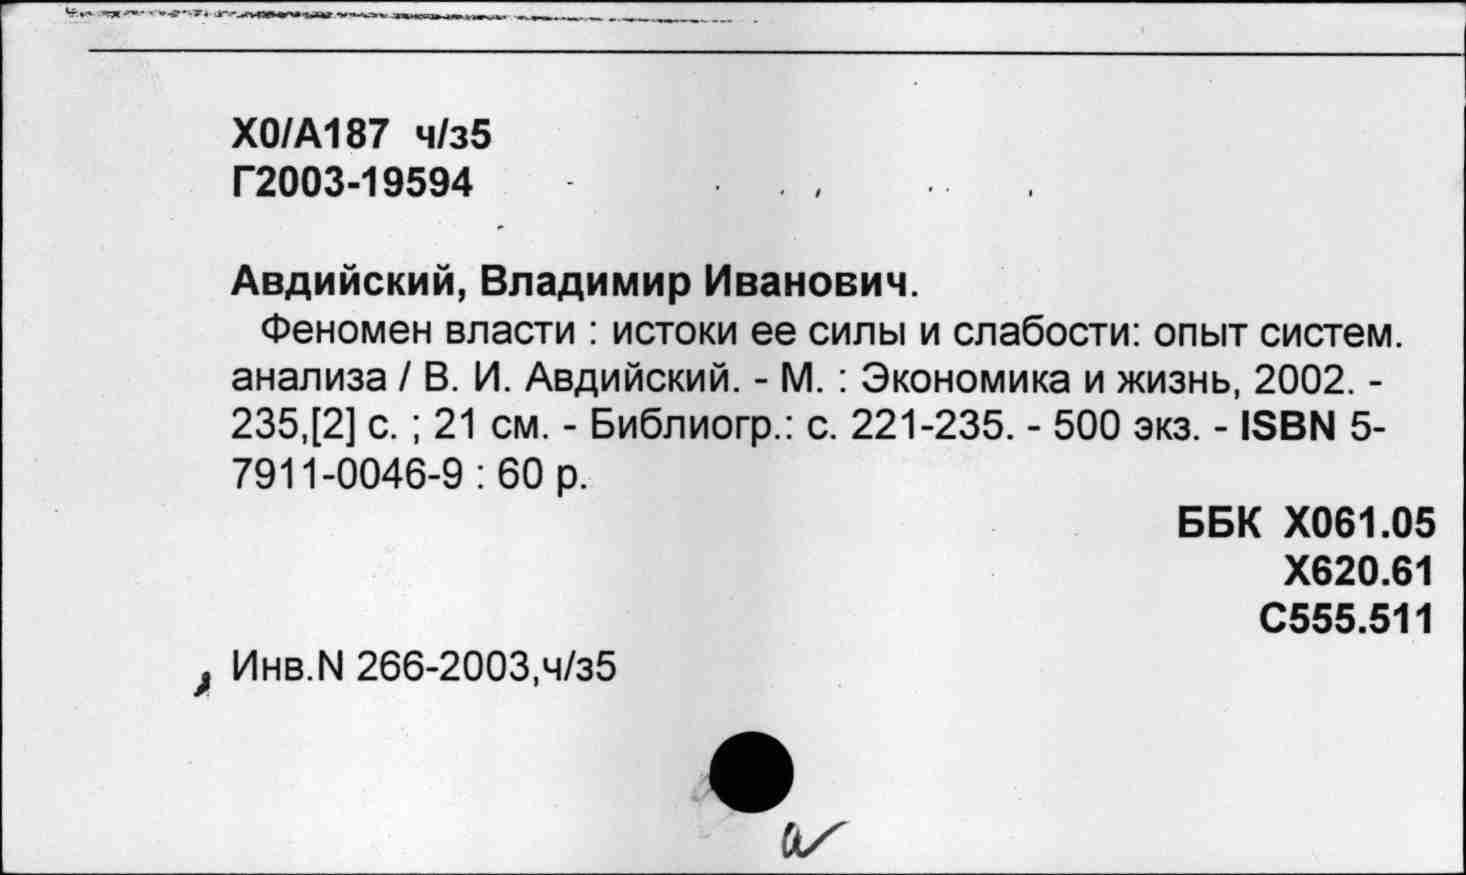 Х0/А187 ч/з5
Г2003-19594
Авдийский, Владимир Иванович.
Феномен власти : истоки ее силы и слабости: опыт систем.
анализа / В. И. Авдийский. - М. : Экономика и жизнь, 2002. -
235,[2] с. ; 21 см. - Библиогр.: с. 221-235. - 500 экз. - ISBN 5-
7911-0046-9 : 60 р.
ББК Х061.05
Х620.61
С555.511
Инв.N 266-2003,ч/з5